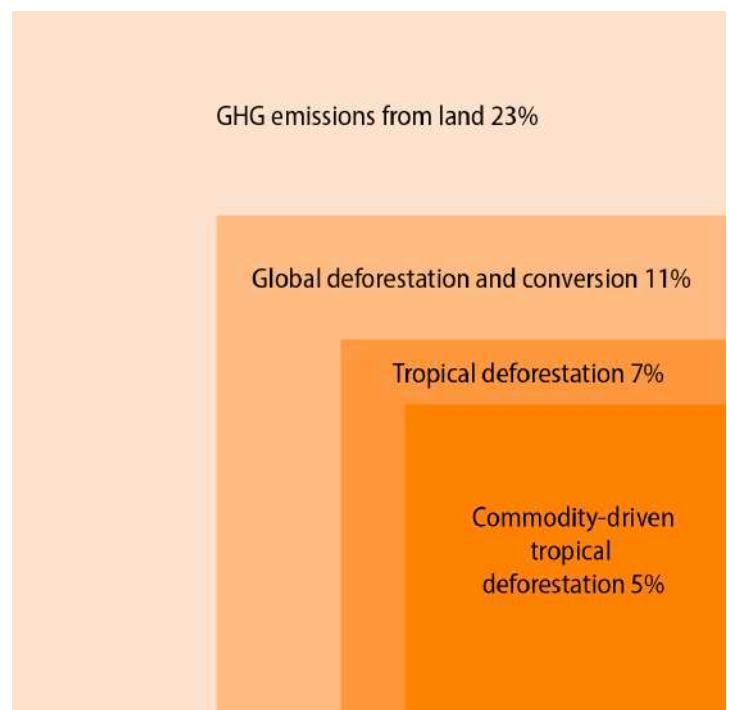 GHG emissions from land 23%
Global deforestation and conversion 11%
Tropical deforestation 7%
Commodity-driven
tropical
deforestation 5%